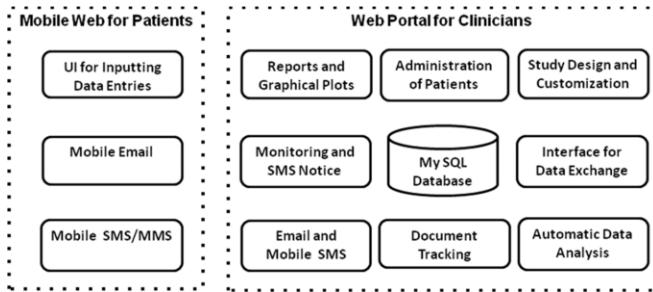 Mobile Web for Patients
UI for Inputting
Data Entries
Mobile Email
Mobile SMS/MMS
Web Portal for Clinicians
Reports and
Graphical Plots
Administration
of Patients
Study Design and
Customization
Monitoring and
SMS Notice
My SQL
Database
Interface for
Data Exchange
Email and
Mobile SMS
Document
Tracking
Automatic Data
Analysis